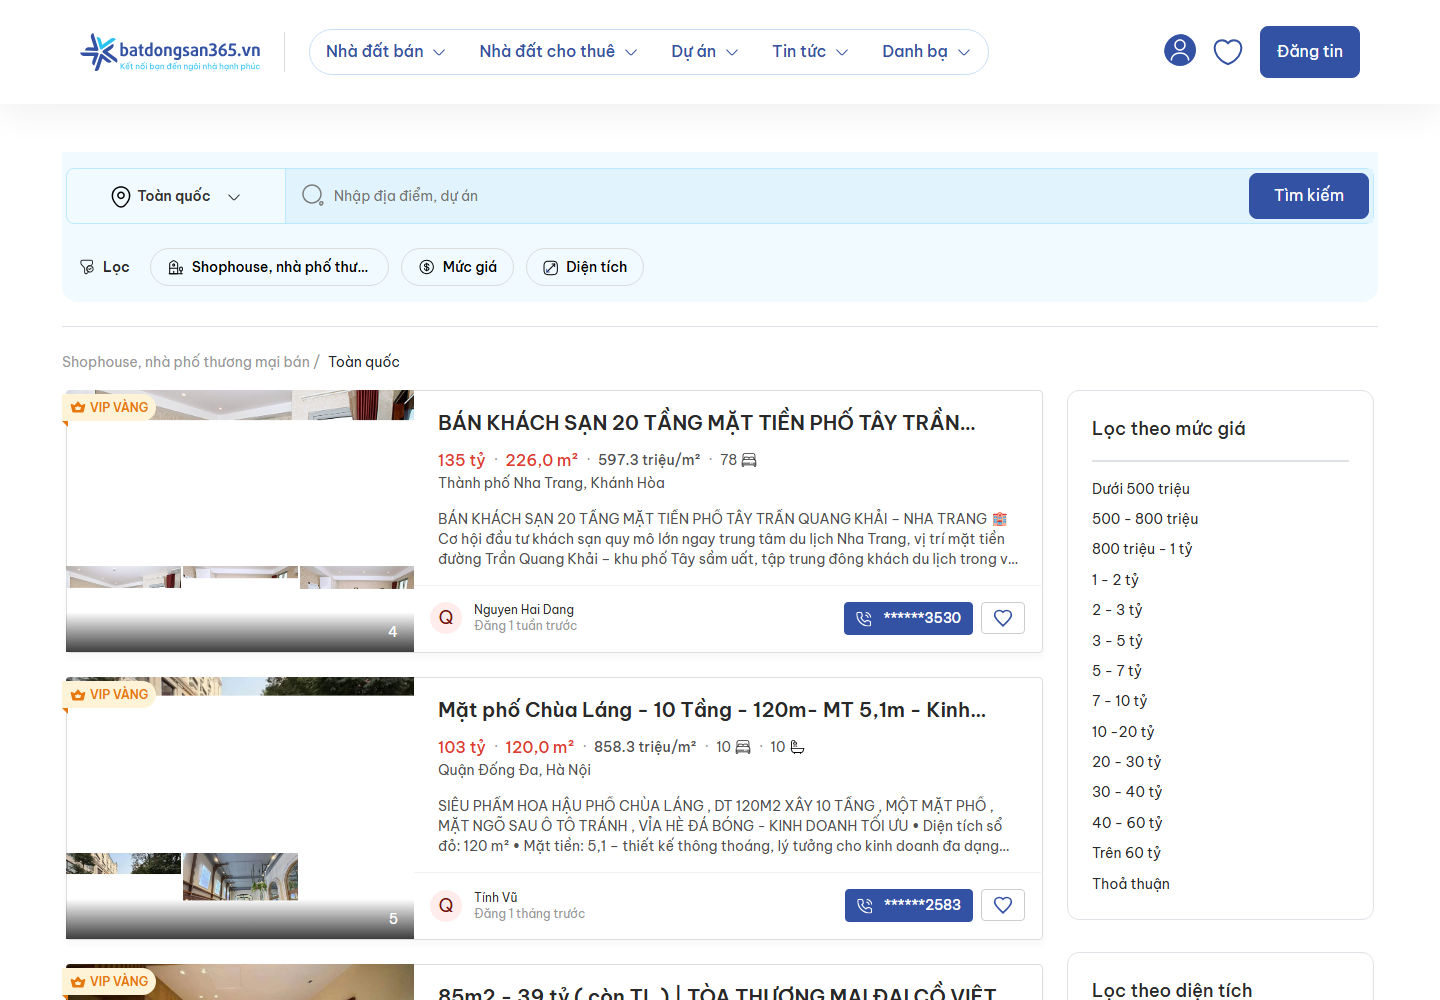 batdongsan365.vn
Kết nối bạn đến ngôi nhà hạnh phúc
Nhà đất bán
Nhà đất cho thuê
Dự án
Tin tức
Danh bạ
Đăng tin
Toàn quốc
Nhập địa điểm, dự án
Tìm kiếm
Lọc
Shophouse, nhà phố thư...
Mức giá
Diện tích
Shophouse, nhà phố thương mại bán / Toàn quốc
VIP VÀNG
4
BÁN KHÁCH SẠN 20 TẦNG MẶT TIỀN PHỐ TÂY TRẦN...
135 tỷ · 226,0 m² · 597.3 triệu/m² · 78
Thành phố Nha Trang, Khánh Hòa
BÁN KHÁCH SẠN 20 TẦNG MẶT TIỀN PHỐ TÂY TRẦN QUANG KHẢI – NHA TRANG 🏨
Cơ hội đầu tư khách sạn quy mô lớn ngay trung tâm du lịch Nha Trang, vị trí mặt tiền
đường Trần Quang Khải – khu phố Tây sầm uất, tập trung đông khách du lịch trong v...
Q
Nguyen Hai Dang
Đăng 1 tuần trước
******3530
VIP VÀNG
5
Mặt phố Chùa Láng - 10 Tầng - 120m- MT 5,1m - Kinh...
103 tỷ · 120,0 m² · 858.3 triệu/m² · 10 · 10
Quận Đống Đa, Hà Nội
SIÊU PHẨM HOA HẬU PHỐ CHÙA LÁNG , DT 120M2 XÂY 10 TẦNG , MỘT MẶT PHỐ ,
MẶT NGÕ SAU Ô TÔ TRÁNH , VỈA HÈ ĐÁ BÓNG - KINH DOANH TỐI ƯU • Diện tích sổ
đỏ: 120 m² • Mặt tiền: 5,1 – thiết kế thông thoáng, lý tưởng cho kinh doanh đa dạng...
Q
Tính Vũ
Đăng 1 tháng trước
******2583
VIP VÀNG
85m2 - 39 tỷ ( còn TL ) | TÒA THƯƠNG MẠI ĐẠI CỒ VIỆT
Lọc theo mức giá
Dưới 500 triệu
500 - 800 triệu
800 triệu - 1 tỷ
1 - 2 tỷ
2 - 3 tỷ
3 - 5 tỷ
5 - 7 tỷ
7 - 10 tỷ
10 -20 tỷ
20 - 30 tỷ
30 - 40 tỷ
40 - 60 tỷ
Trên 60 tỷ
Thoả thuận
Lọc theo diện tích